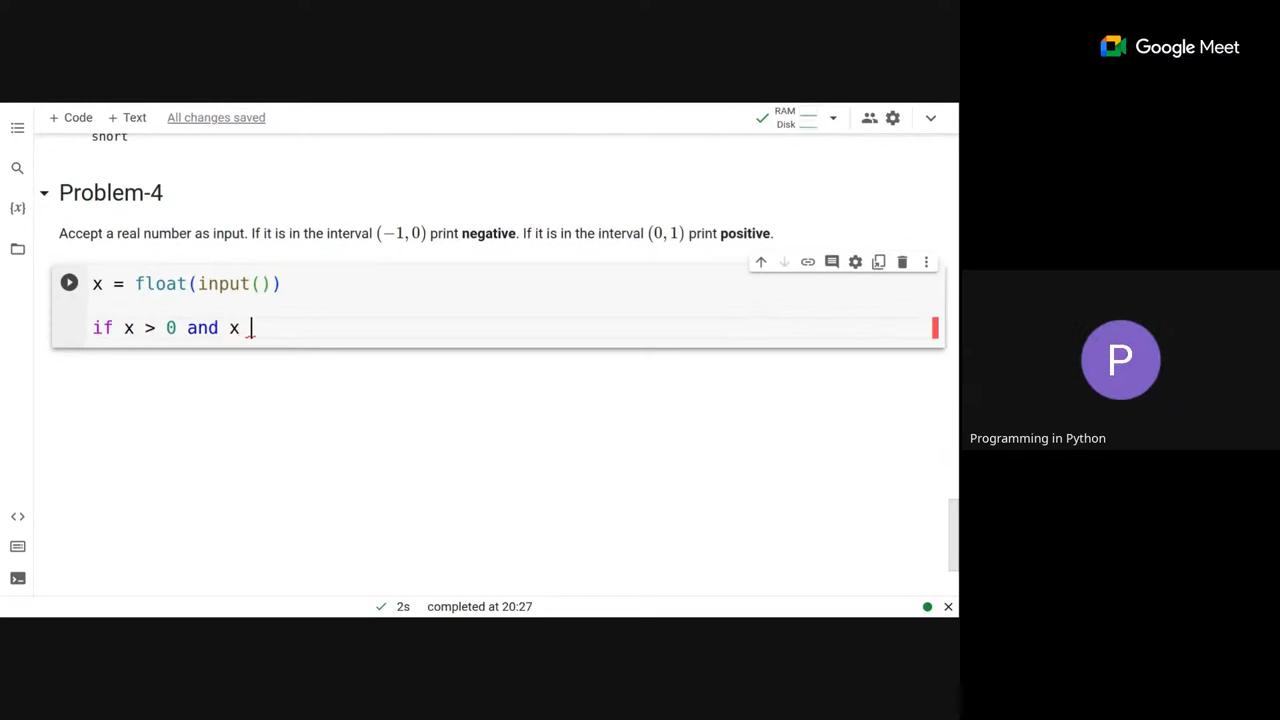 Google Meet
+ Code + Text All changes saved
RAM
Disk
short
{x}
Problem-4
Accept a real number as input. If it is in the interval (−1, 0) print negative. If it is in the interval (0, 1) print positive.
x = float(input())
if x > 0 and x
P
Programming in Python
2s completed at 20:27